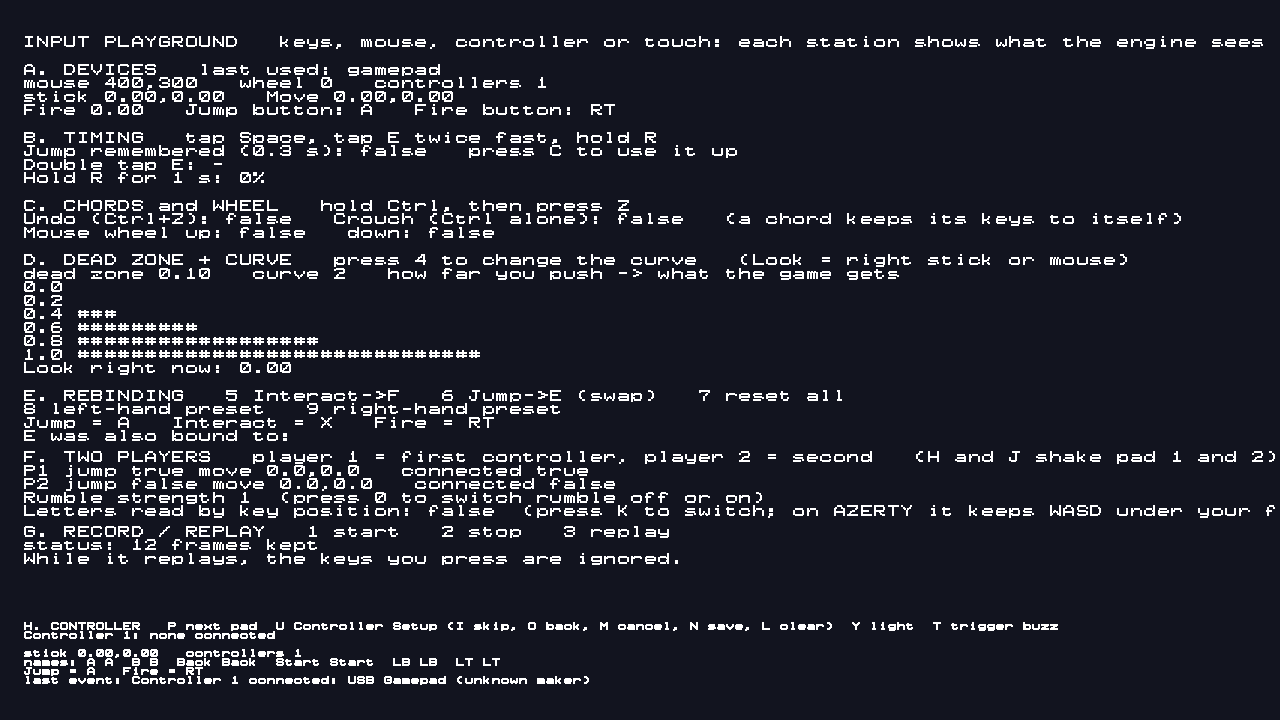 INPUT PLAYGROUND   keys, mouse, controller or touch: each station shows what the engine sees
A. DEVICES   last used: gamepad
mouse 400,300   wheel 0   controllers 1
stick 0.00,0.00   Move 0.00,0.00
Fire 0.00   Jump button: A   Fire button: RT
B. TIMING   tap Space, tap E twice fast, hold R
Jump remembered (0.3 s): false   press C to use it up
Double tap E: -
Hold R for 1 s: 0%
C. CHORDS and WHEEL   hold Ctrl, then press Z
Undo (Ctrl+Z): false   Crouch (Ctrl alone): false   (a chord keeps its keys to itself)
Mouse wheel up: false   down: false
D. DEAD ZONE + CURVE   press 4 to change the curve   (Look = right stick or mouse)
dead zone 0.10   curve 2   how far you push -> what the game gets
0.0
0.2
0.4 ###
0.6 #########
0.8 ##################
1.0 ##############################
Look right now: 0.00
E. REBINDING   5 Interact->F   6 Jump->E (swap)   7 reset all
8 left-hand preset   9 right-hand preset
Jump = A   Interact = X   Fire = RT
E was also bound to:
F. TWO PLAYERS   player 1 = first controller, player 2 = second   (H and J shake pad 1 and 2)
P1 jump true move 0.0,0.0   connected true
P2 jump false move 0.0,0.0   connected false
Rumble strength 1  (press 0 to switch rumble off or on)
Letters read by key position: false  (press K to switch; on AZERTY it keeps WASD under your f
G. RECORD / REPLAY   1 start   2 stop   3 replay
status: 12 frames kept
While it replays, the keys you press are ignored.
H. CONTROLLER   P next pad  U Controller Setup (I skip, O back, M cancel, N save, L clear)  Y light  T trigger buzz
Controller 1: none connected
stick 0.00,0.00   controllers 1
names: A A  B B  Back Back  Start Start  LB LB  LT LT
Jump = A   Fire = RT
last event: Controller 1 connected: USB Gamepad (unknown maker)